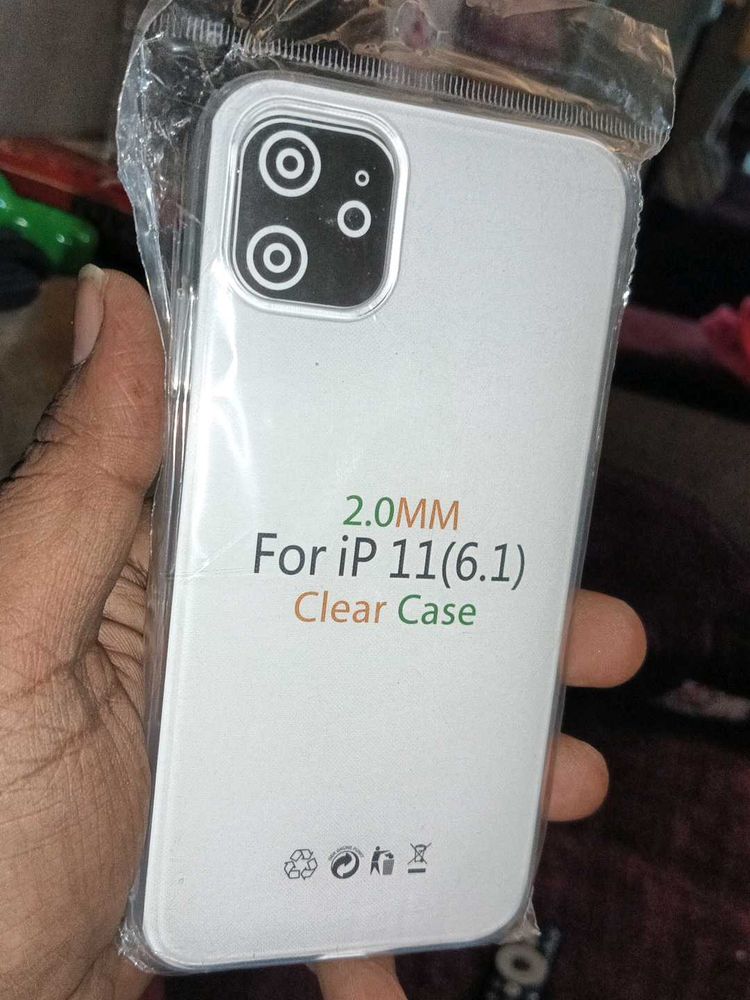 2.0MM
For iP 11(6.1)
Clear Case